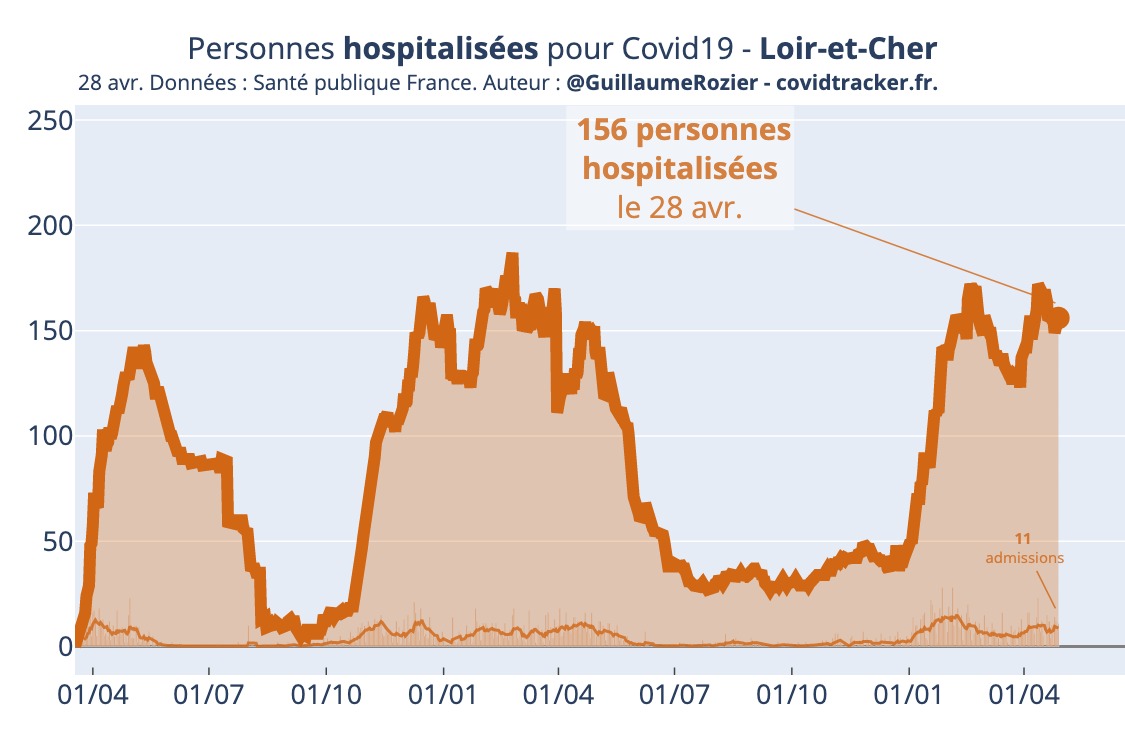 Personnes hospitalisées pour Covid19 - Loir-et-Cher
28 avr. Données : Santé publique France. Auteur : @GuillaumeRozier - covidtracker.fr.
250
156 personnes
hospitalisées
le 28 avr.
200
150
100
50
11
admissions
0
01/04 01/07 01/10 01/01 01/04 01/07 01/10 01/01 01/04